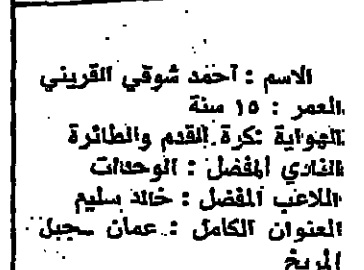 الاسم : أحمد شوقي القريني
العمر : ١٥ سنة
الهواية : كرة القدم والطائرة
النادي المفضل : الوحدات
اللاعب المفضل : خالد سليم
العنوان الكامل : عمان - جبل
المريخ